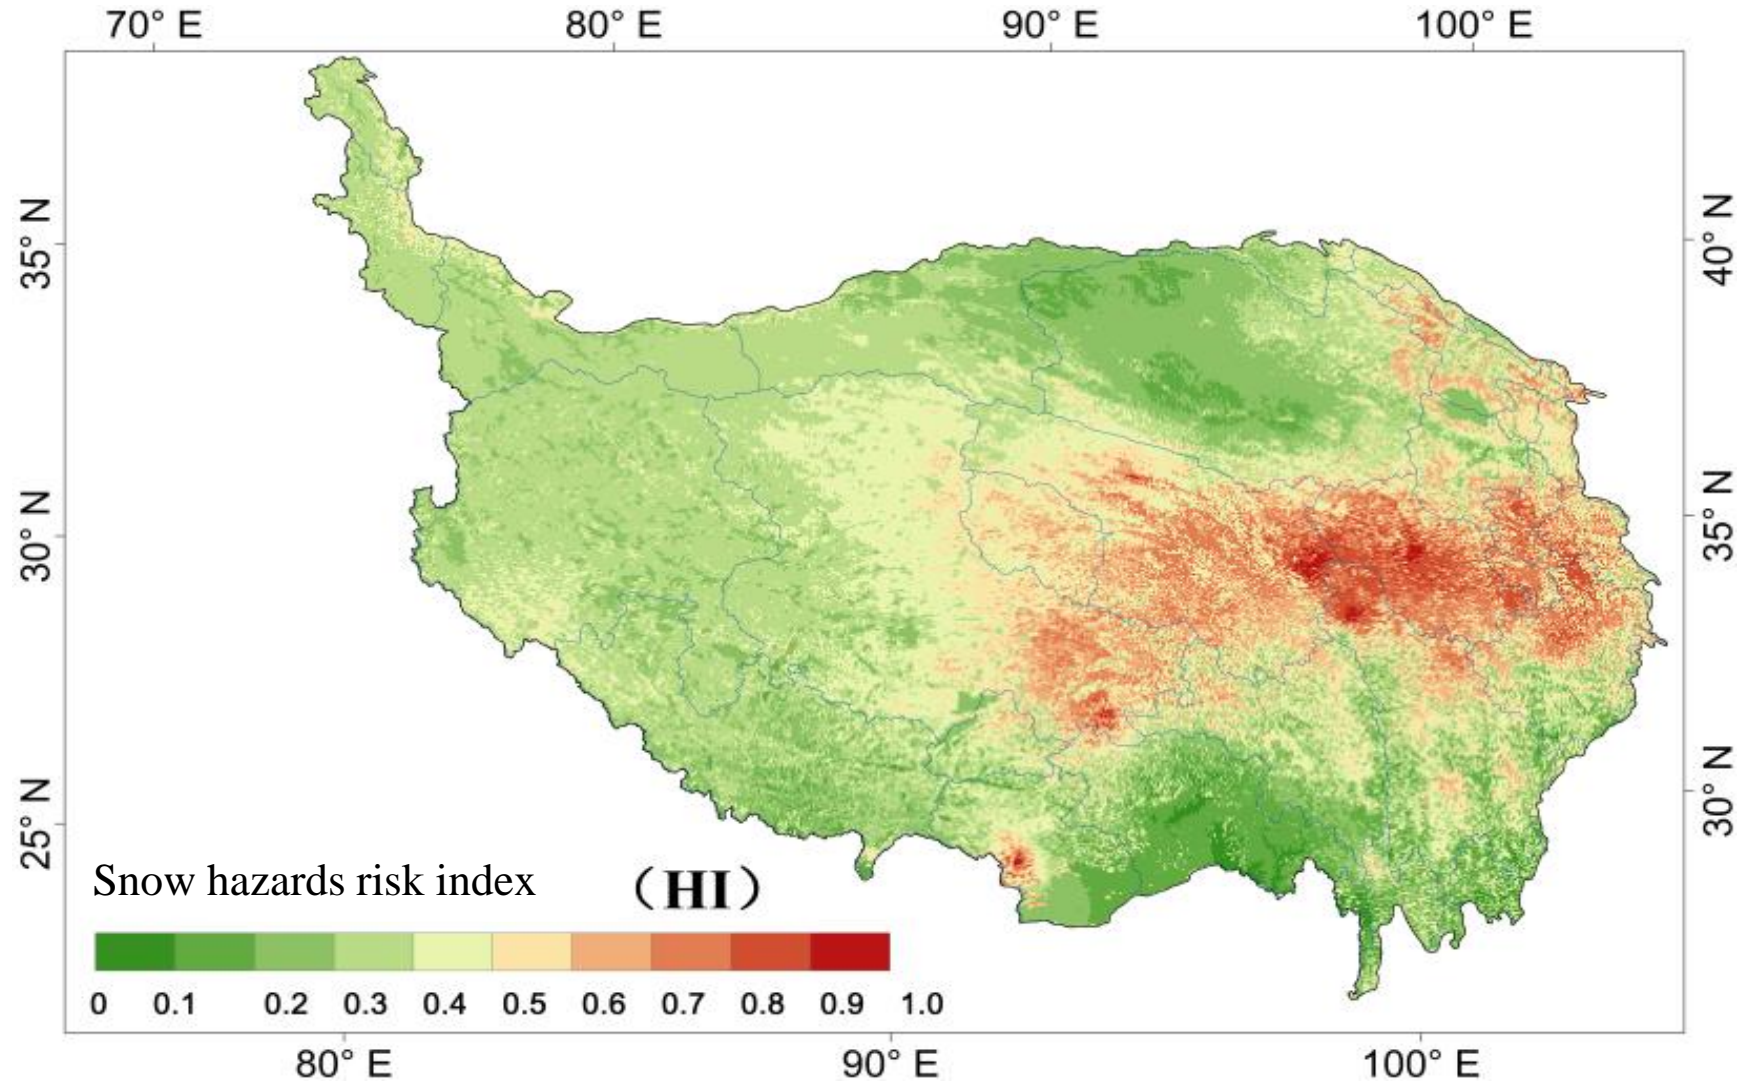 70° E 80° E 90° E 100° E
35° N
30° N
25° N
40° N
35° N
30° N
Snow hazards risk index （HI）
0 0.1 0.2 0.3 0.4 0.5 0.6 0.7 0.8 0.9 1.0
80° E 90° E 100° E